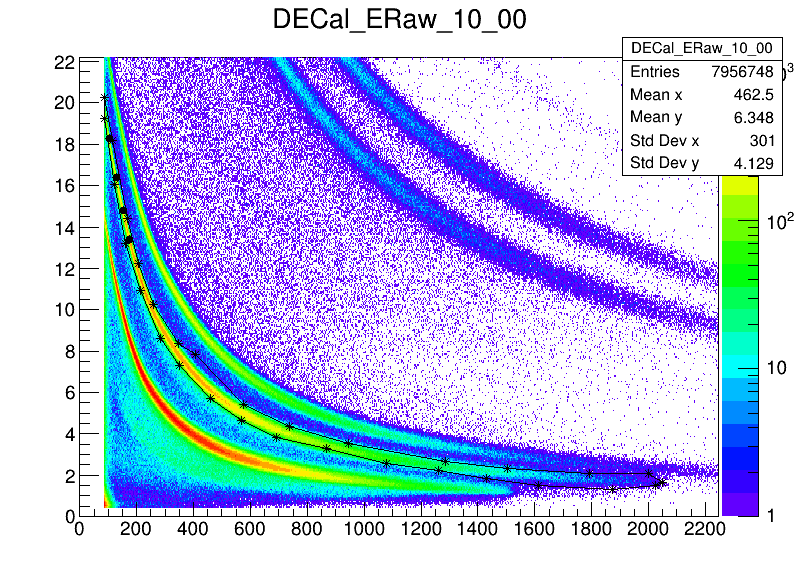 DECal_ERaw_10_00
DECal_ERaw_10_00
Entries 7956748
Mean x 462.5
Mean y 6.348
Std Dev x 301
Std Dev y 4.129
22
20
18
16
14
12
10
8
6
4
2
0
0 200 400 600 800 1000 1200 1400 1600 1800 2000 2200
10²
10
1